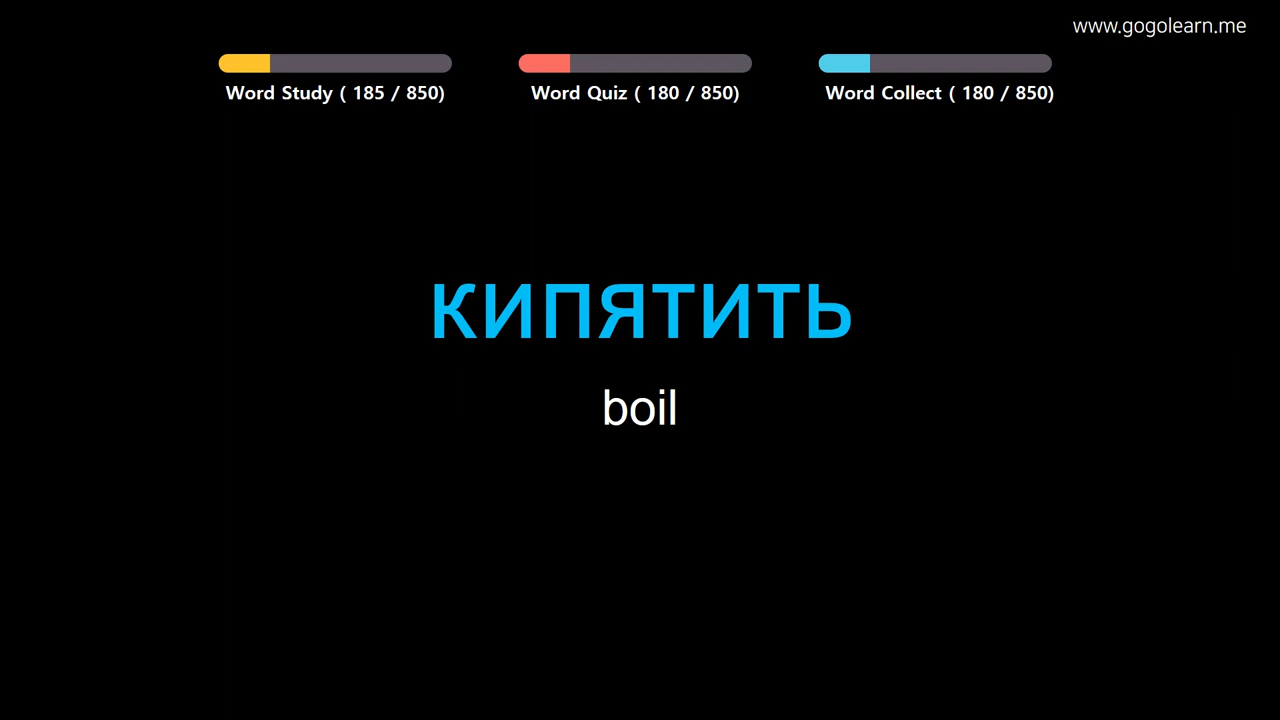 www.gogolearn.me
Word Study ( 185 / 850)
Word Quiz ( 180 / 850)
Word Collect ( 180 / 850)
кипятить
boil